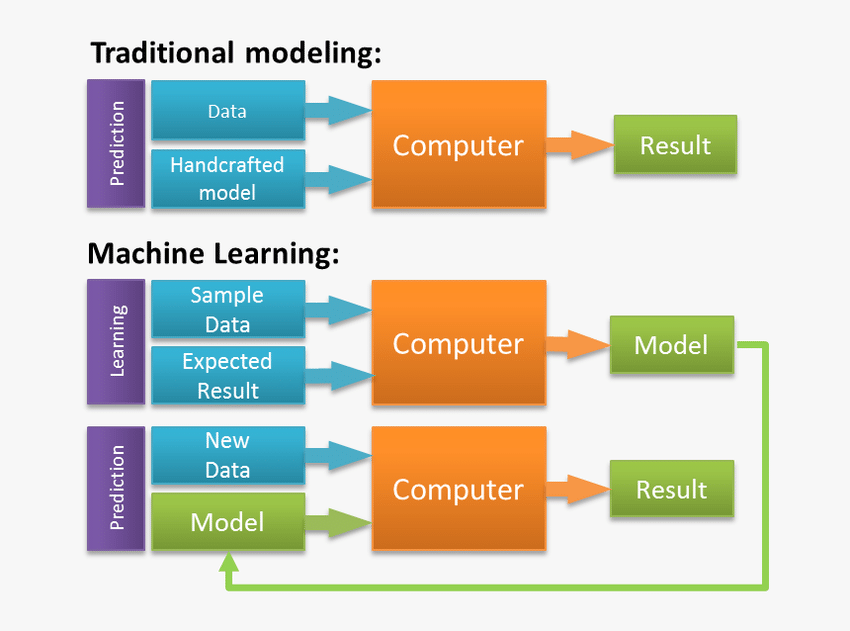 Traditional modeling:
Prediction
Data
Handcrafted
model
Computer
Result
Machine Learning:
Learning
Sample
Data
Expected
Result
Computer
Model
Prediction
New
Data
Model
Computer
Result